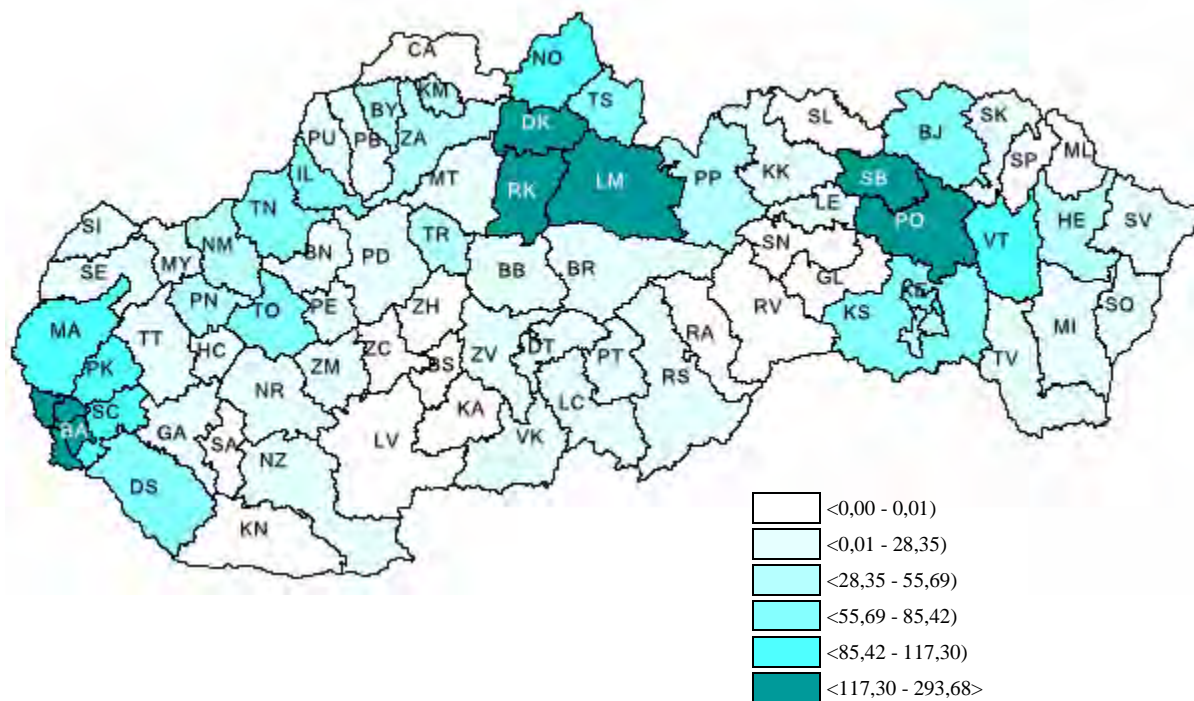 CA
NO
KM
BY
TS
PU
PB
ZA
DK
SL
BJ
SK
SP
ML
IL
MT
RK
LM
PP
KK
SB
LE
PO
HE
SV
TN
SI
NM
TR
BN
PD
BB
BR
SN
VT
SE
MY
GL
RV
KE
KS
SO
MI
MA
PN
TO
PE
ZH
TT
HC
ZM
ZC
BS
ZV
DT
PT
RA
TV
PK
NR
RS
SC
KA
LC
BA
GA
SA
LV
VK
NZ
DS
KN
<0,00 - 0,01)
<0,01 - 28,35)
<28,35 - 55,69)
<55,69 - 85,42)
<85,42 - 117,30)
<117,30 - 293,68>